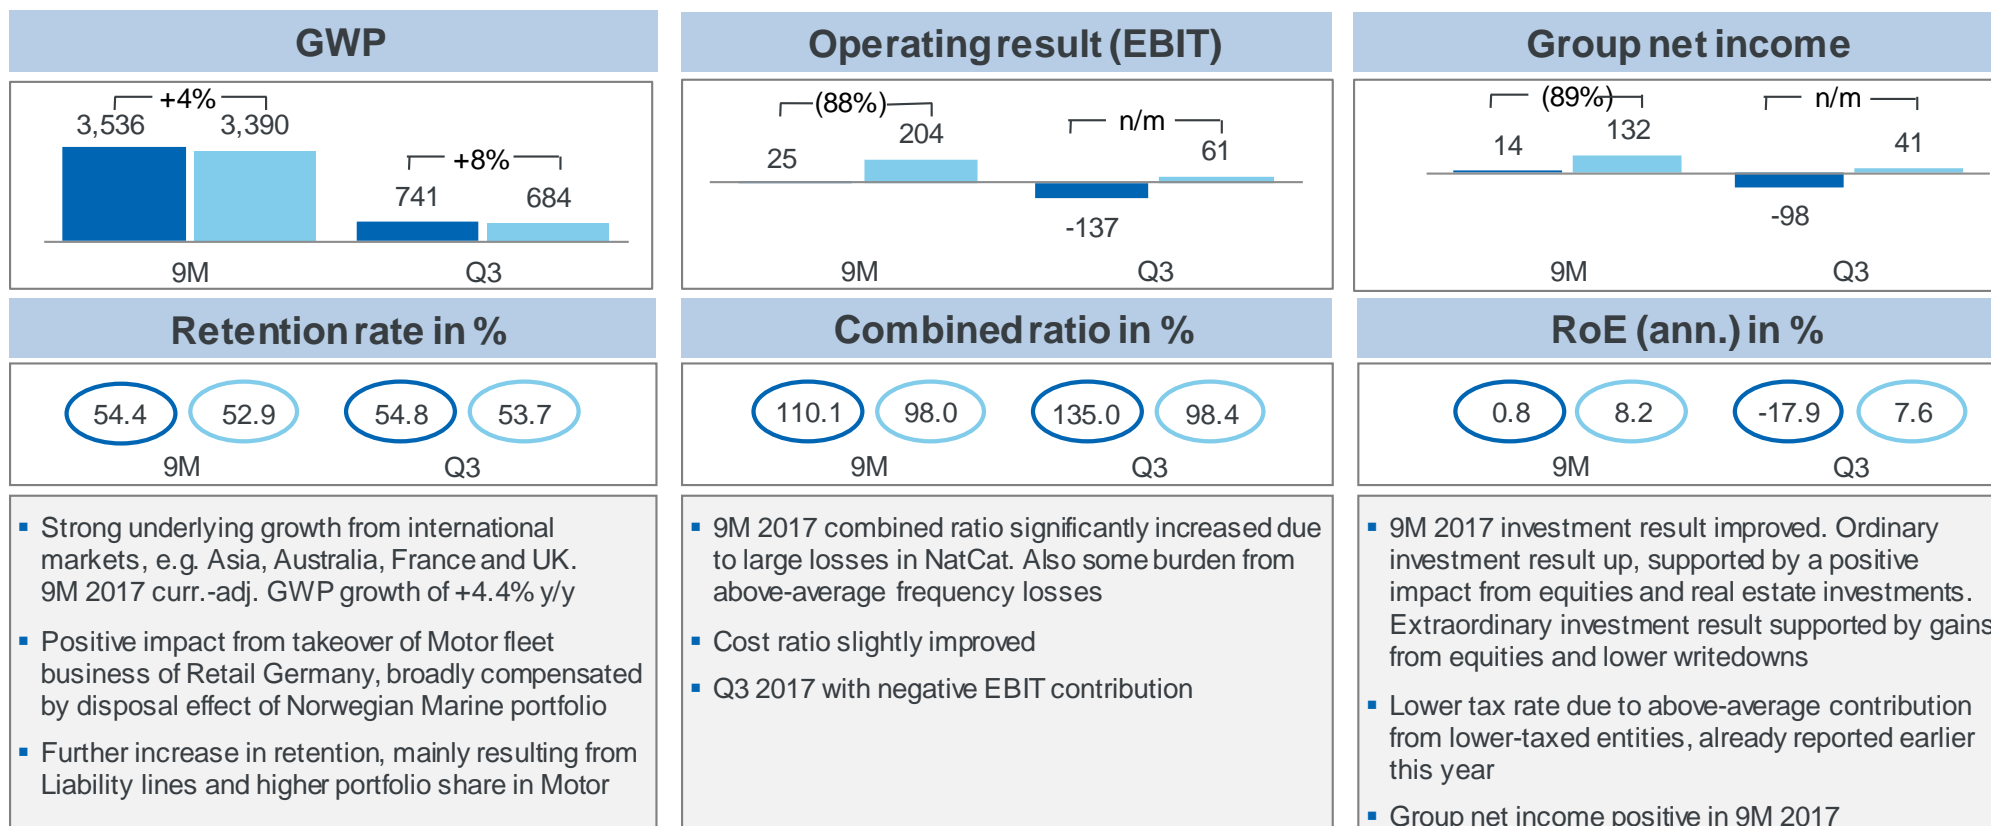 GWP
+4%
3,536
3,390
+8%
741
684
9M
Q3
Operating result (EBIT)
(88%)
25
204
n/m
61
-137
9M
Q3
Group net income
(89%)
14
132
n/m
41
-98
9M
Q3
Retention rate in %
54.4
52.9
54.8
53.7
9M
Q3
Combined ratio in %
110.1
98.0
135.0
98.4
9M
Q3
RoE (ann.) in %
0.8
8.2
-17.9
7.6
9M
Q3
▪ Strong underlying growth from international
markets, e.g. Asia, Australia, France and UK.
9M 2017 curr.-adj. GWP growth of +4.4% y/y
▪ Positive impact from takeover of Motor fleet
business of Retail Germany, broadly compensated
by disposal effect of Norwegian Marine portfolio
▪ Further increase in retention, mainly resulting from
Liability lines and higher portfolio share in Motor
▪ 9M 2017 combined ratio significantly increased due
to large losses in NatCat. Also some burden from
above-average frequency losses
▪ Cost ratio slightly improved
▪ Q3 2017 with negative EBIT contribution
▪ 9M 2017 investment result improved. Ordinary
investment result up, supported by a positive
impact from equities and real estate investments.
Extraordinary investment result supported by gains
from equities and lower writedowns
▪ Lower tax rate due to above-average contribution
from lower-taxed entities, already reported earlier
this year
▪ Group net income positive in 9M 2017